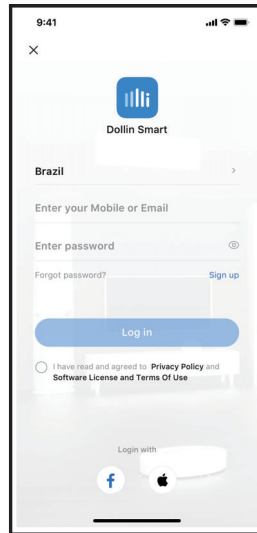 9:41
Dollin Smart
Brazil
Enter your Mobile or Email
Enter password
Forgot password? Sign up
Log in
I have read and agreed to Privacy Policy and
Software License and Terms Of Use
Login with